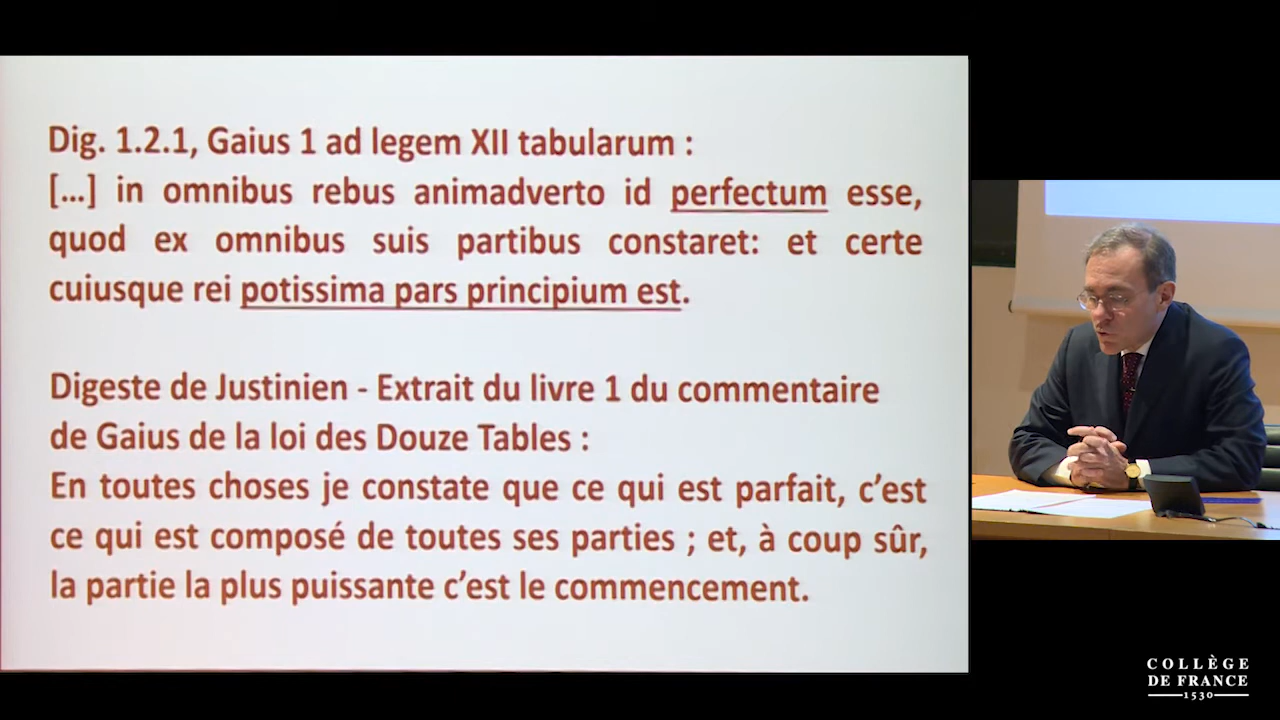 Dig. 1.2.1, Gaius 1 ad legem XII tabularum :
[...] in omnibus rebus animadverto id perfectum esse,
quod ex omnibus suis partibus constaret: et certe
cuiusque rei potissima pars principium est.
Digeste de Justinien - Extrait du livre 1 du commentaire
de Gaius de la loi des Douze Tables :
En toutes choses je constate que ce qui est parfait, c’est
ce qui est composé de toutes ses parties ; et, à coup sûr,
la partie la plus puissante c’est le commencement.
COLLÈGE
DE FRANCE
1530